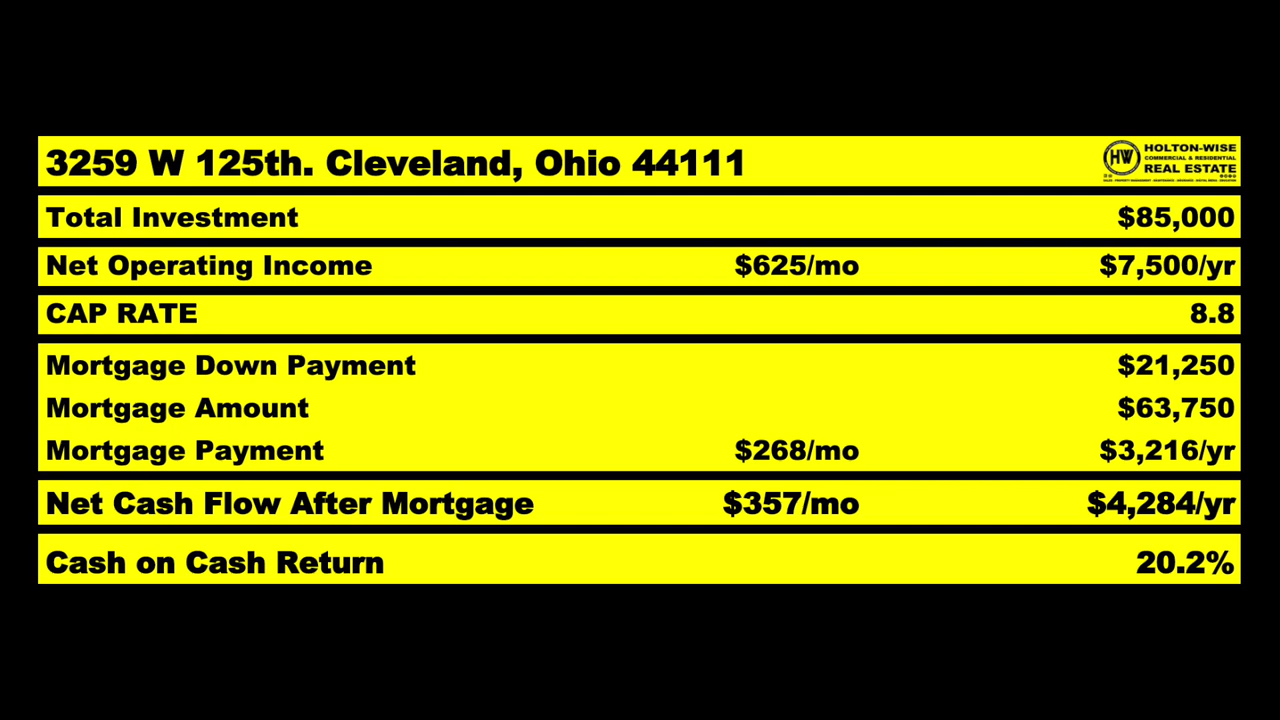 3259 W 125th. Cleveland, Ohio 44111
HW
HOLTON-WISE
COMMERCIAL & RESIDENTIAL
REAL ESTATE
Total Investment $85,000
Net Operating Income $625/mo $7,500/yr
CAP RATE 8.8
Mortgage Down Payment $21,250
Mortgage Amount $63,750
Mortgage Payment $268/mo $3,216/yr
Net Cash Flow After Mortgage $357/mo $4,284/yr
Cash on Cash Return 20.2%